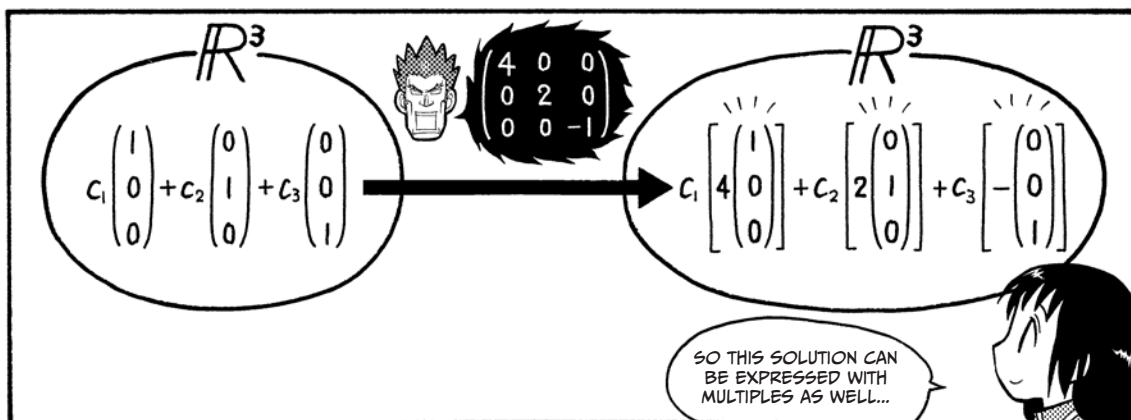 ℝ³
c₁ (1 0 0) + c₂ (0 1 0) + c₃ (0 0 1)
4 0 0
0 2 0
0 0 -1
ℝ³
c₁ [4 (1 0 0)] + c₂ [2 (0 1 0)] + c₃ [- (0 0 1)]
SO THIS SOLUTION CAN
BE EXPRESSED WITH
MULTIPLES AS WELL...